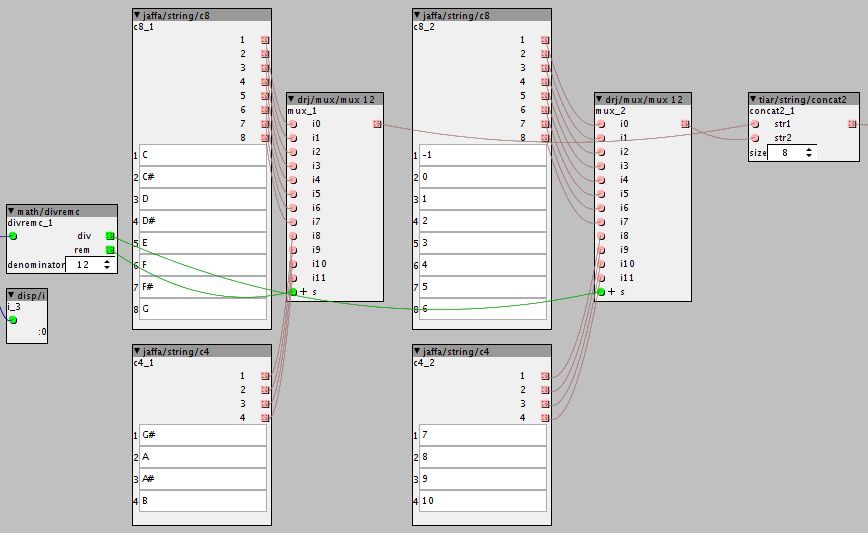 ▼ math/divremc
divremc_1
div
rem
denominator 12
▼ disp/i
i_3
:0
▼ jaffa/string/c8
c8_1
1
2
3
4
5
6
7
8
1 C
2 C#
3 D
4 D#
5 E
6 F
7 F#
8 G
▼ jaffa/string/c4
c4_1
1
2
3
4
1 G#
2 A
3 A#
4 B
▼ drj/mux/mux 12
mux_1
i0
i1
i2
i3
i4
i5
i6
i7
i8
i9
i10
i11
+ s
▼ jaffa/string/c8
c8_2
1
2
3
4
5
6
7
8
1 -1
2 0
3 1
4 2
5 3
6 4
7 5
8 6
▼ jaffa/string/c4
c4_2
1
2
3
4
1 7
2 8
3 9
4 10
▼ drj/mux/mux 12
mux_2
i0
i1
i2
i3
i4
i5
i6
i7
i8
i9
i10
i11
+ s
▼ tiar/string/concat2
concat2_1
str1
str2
size 8